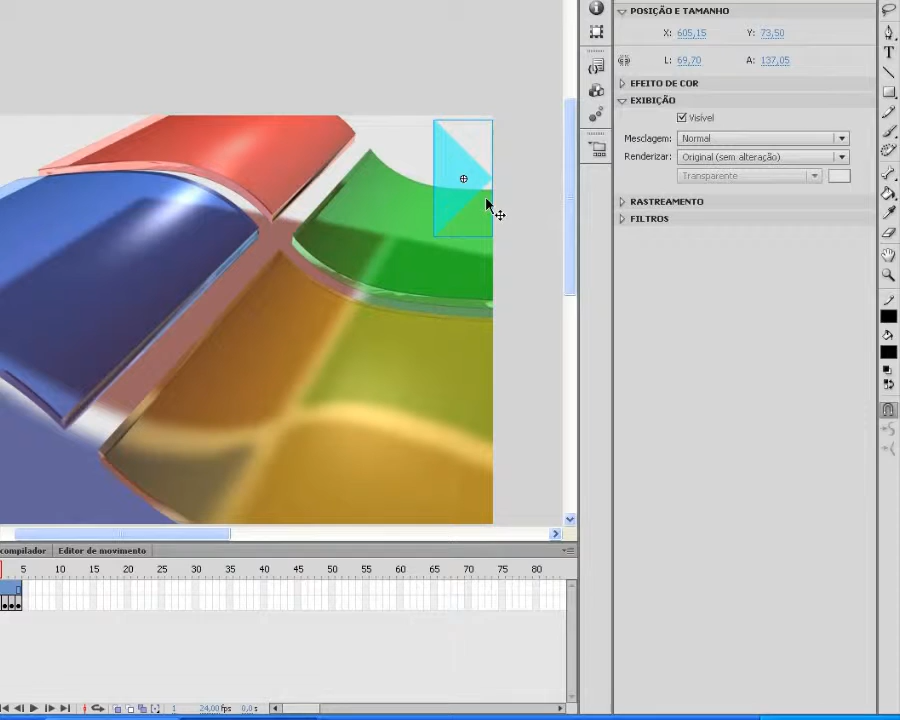 POSIÇÃO E TAMANHO
X: 605,15 Y: 73,50
L: 69,70 A: 137,05
EFEITO DE COR
EXIBIÇÃO
Visível
Mesclagem: Normal
Renderizar: Original (sem alteração)
Transparente
RASTREAMENTO
FILTROS
T
compilador Editor de movimento
5 10 15 20 25 30 35 40 45 50 55 60 65 70 75 80
1 24,00 fps 0,0 s